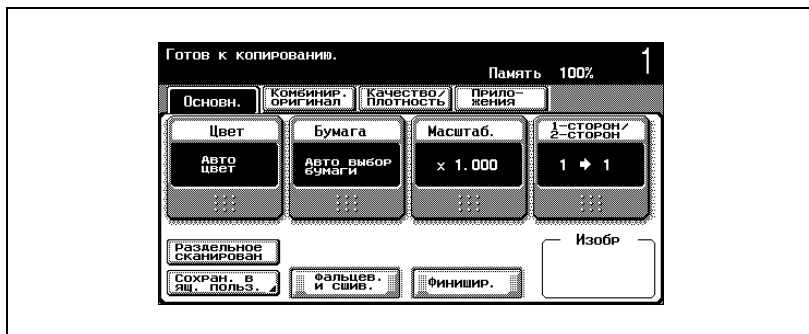 Готов к копированию.
1
Память 100%
Основн.
Комбинир.
оригинал
Качество/
плотность
Прило-
жения
Цвет
Бумага
Масштаб.
1-сторон/
2-сторон
Авто
цвет
Авто выбор
бумаги
x 1.000
1 ➔ 1
Раздельное
сканирован
Изобр
Сохран. в
ящ. польз.
Фальцев.
и сшив.
Финишир.